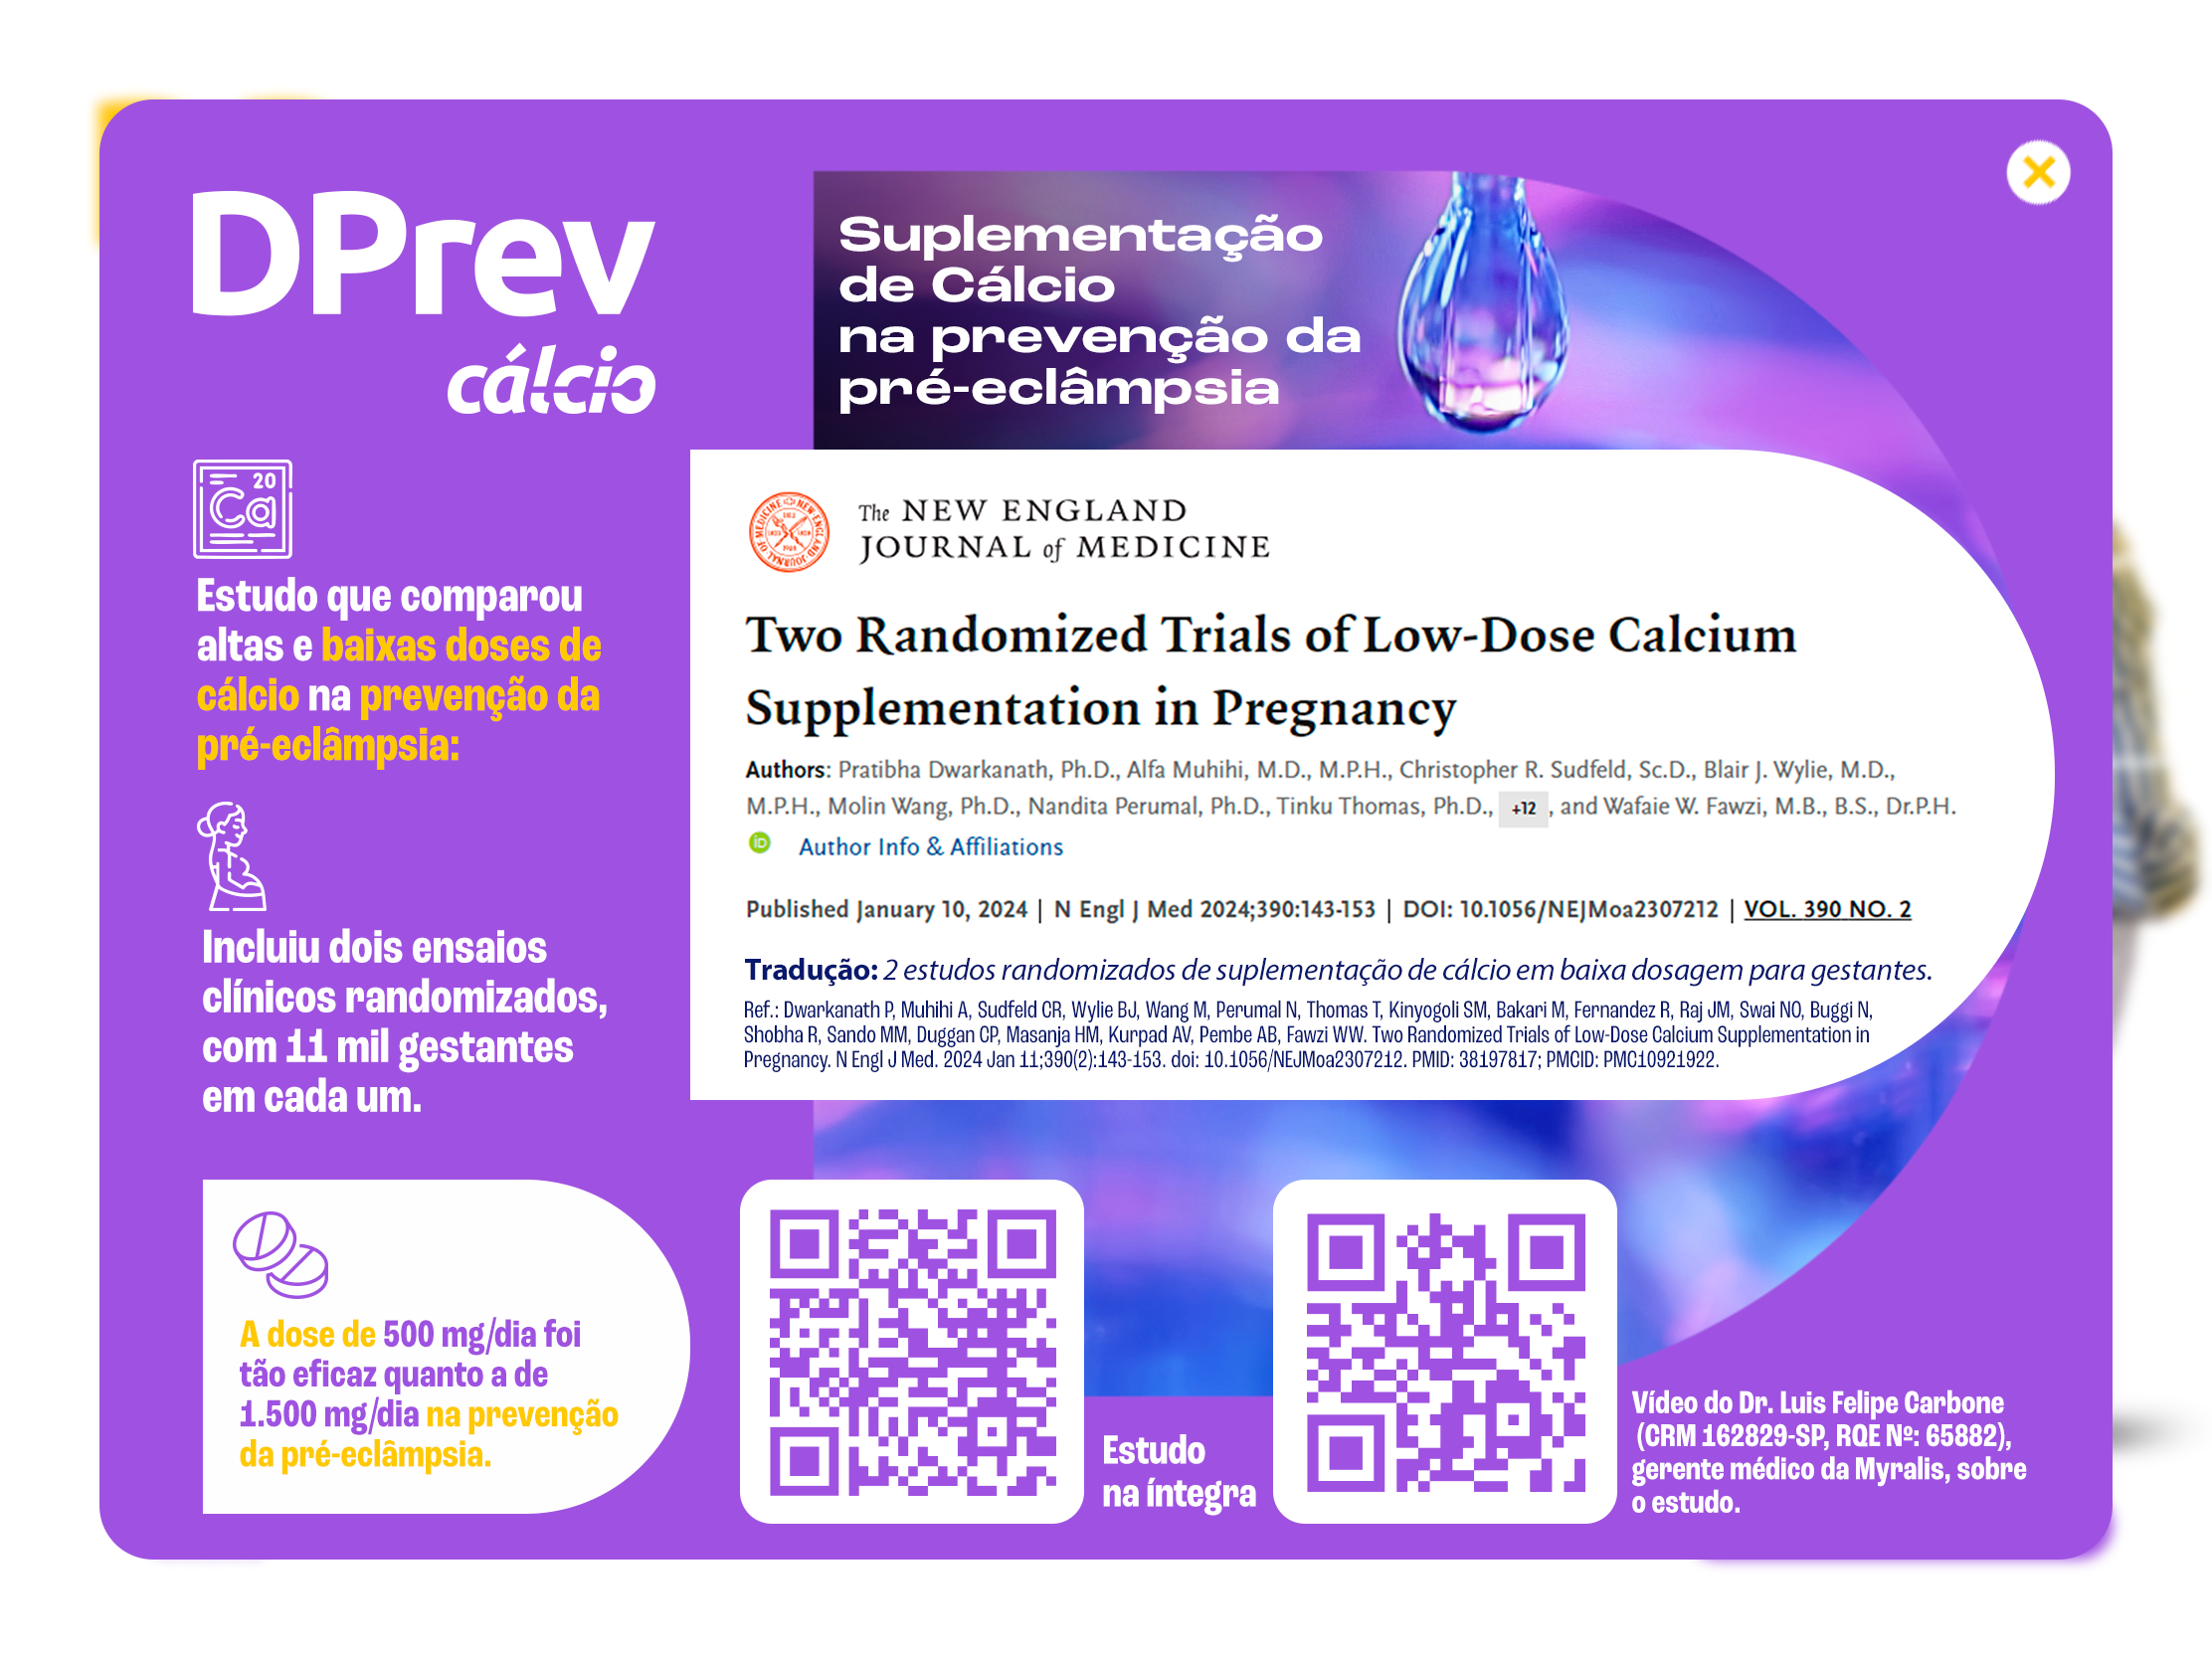 DPrev
cálcio
20
Ca
Estudo que comparou
altas e baixas doses de
cálcio na prevenção da
pré-eclâmpsia:
Incluiu dois ensaios
clínicos randomizados,
com 11 mil gestantes
em cada um.
A dose de 500 mg/dia foi
tão eficaz quanto a de
1.500 mg/dia na prevenção
da pré-eclâmpsia.
Suplementação
de Cálcio
na prevenção da
pré-eclâmpsia
The NEW ENGLAND
JOURNAL of MEDICINE
Two Randomized Trials of Low-Dose Calcium
Supplementation in Pregnancy
Authors: Pratibha Dwarkanath, Ph.D., Alfa Muhihi, M.D., M.P.H., Christopher R. Sudfeld, Sc.D., Blair J. Wylie, M.D.,
M.P.H., Molin Wang, Ph.D., Nandita Perumal, Ph.D., Tinku Thomas, Ph.D., +12 , and Wafaie W. Fawzi, M.B., B.S., Dr.P.H.
iD Author Info & Affiliations
Published January 10, 2024 | N Engl J Med 2024;390:143-153 | DOI: 10.1056/NEJMoa2307212 | VOL. 390 NO. 2
Tradução: 2 estudos randomizados de suplementação de cálcio em baixa dosagem para gestantes.
Ref.: Dwarkanath P, Muhihi A, Sudfeld CR, Wylie BJ, Wang M, Perumal N, Thomas T, Kinyogoli SM, Bakari M, Fernandez R, Raj JM, Swai NO, Buggi N,
Shobha R, Sando MM, Duggan CP, Masanja HM, Kurpad AV, Pembe AB, Fawzi WW. Two Randomized Trials of Low-Dose Calcium Supplementation in
Pregnancy. N Engl J Med. 2024 Jan 11;390(2):143-153. doi: 10.1056/NEJMoa2307212. PMID: 38197817; PMCID: PMC10921922.
Estudo
na íntegra
Vídeo do Dr. Luis Felipe Carbone
(CRM 162829-SP, RQE Nº: 65882),
gerente médico da Myralis, sobre
o estudo.